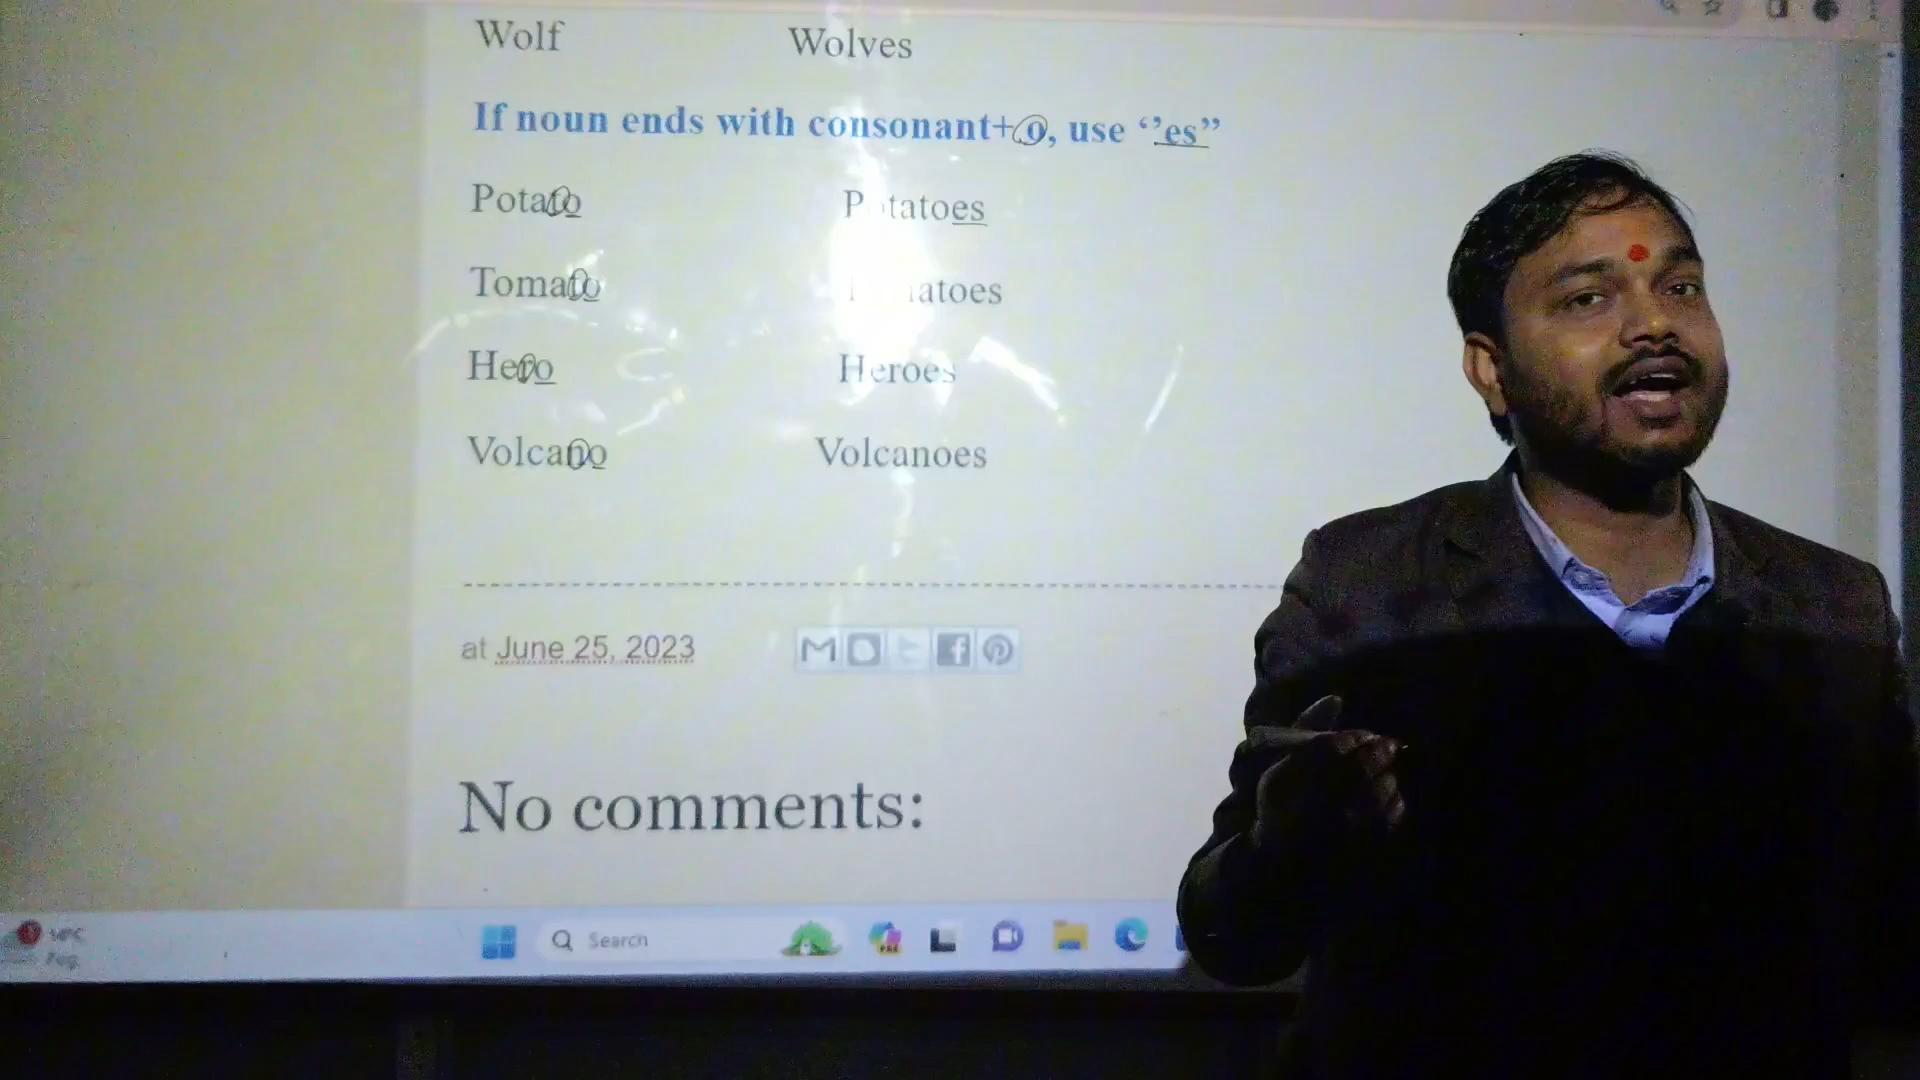 Wolf Wolves
If noun ends with consonant+o, use ‘’es”
Potato Potatoes
Tomato
Hero Heroes
Volcano Volcanoes
at June 25, 2023
No comments:
Search